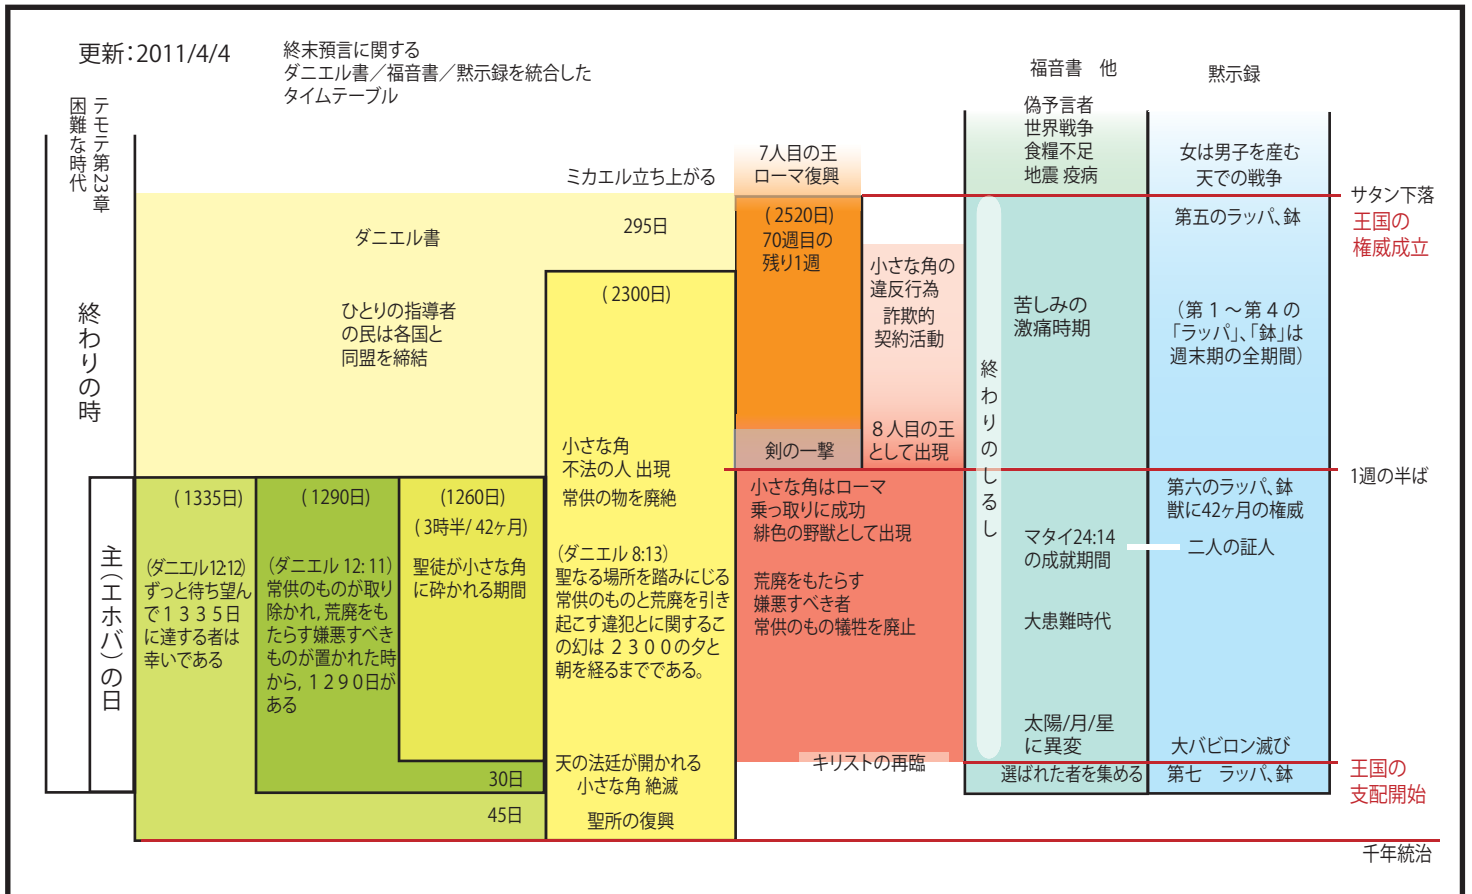 更新：2011/4/4
終末預言に関する
ダニエル書／福音書／黙示録を統合した
タイムテーブル
テモテ第23章
困難な時代
終わりの時
主（エホバ）の日
ダニエル書
ひとりの指導者
の民は各国と
同盟を締結
ミカエル立ち上がる
295日
（1335日）
（ダニエル12:12）
ずっと待ち望ん
で１３３５日
に達する者は
幸いである
（1290日）
（ダニエル 12: 11）
常供のものが取り
除かれ, 荒廃をも
たらす嫌悪すべき
ものが置かれた時
から, １２９０日が
ある
（1260日）
（3時半/ 42ヶ月）
聖徒が小さな角
に砕かれる期間
30日
45日
（2300日）
小さな角
不法の人 出現
常供の物を廃絶
（ダニエル 8:13）
聖なる場所を踏みにじる
常供のものと荒廃を引き
起こす違犯とに関するこ
の幻は ２３００の夕と
朝を経るまでである。
天の法廷が開かれる
小さな角 絶滅
聖所の復興
7人目の王
ローマ復興
（2520日）
70週目の
残り1週
剣の一撃
小さな角の
違反行為
詐欺的
契約活動
８人目の王
として出現
小さな角はローマ
乗っ取りに成功
緋色の野獣として出現
荒廃をもたらす
嫌悪すべき者
常供のもの犠牲を廃止
キリストの再臨
福音書　他
偽予言者
世界戦争
食糧不足
地震 疫病
終わりのしるし
苦しみの
激痛時期
マタイ24:14
の成就期間
大患難時代
太陽/月/星
に異変
選ばれた者を集める
黙示録
女は男子を産む
天での戦争
第五のラッパ、鉢
（第１～第４の
「ラッパ」、「鉢」は
週末期の全期間）
第六のラッパ、鉢
獣に42ヶ月の権威
二人の証人
大バビロン滅び
第七　ラッパ、鉢
サタン下落
王国の
権威成立
1週の半ば
王国の
支配開始
千年統治